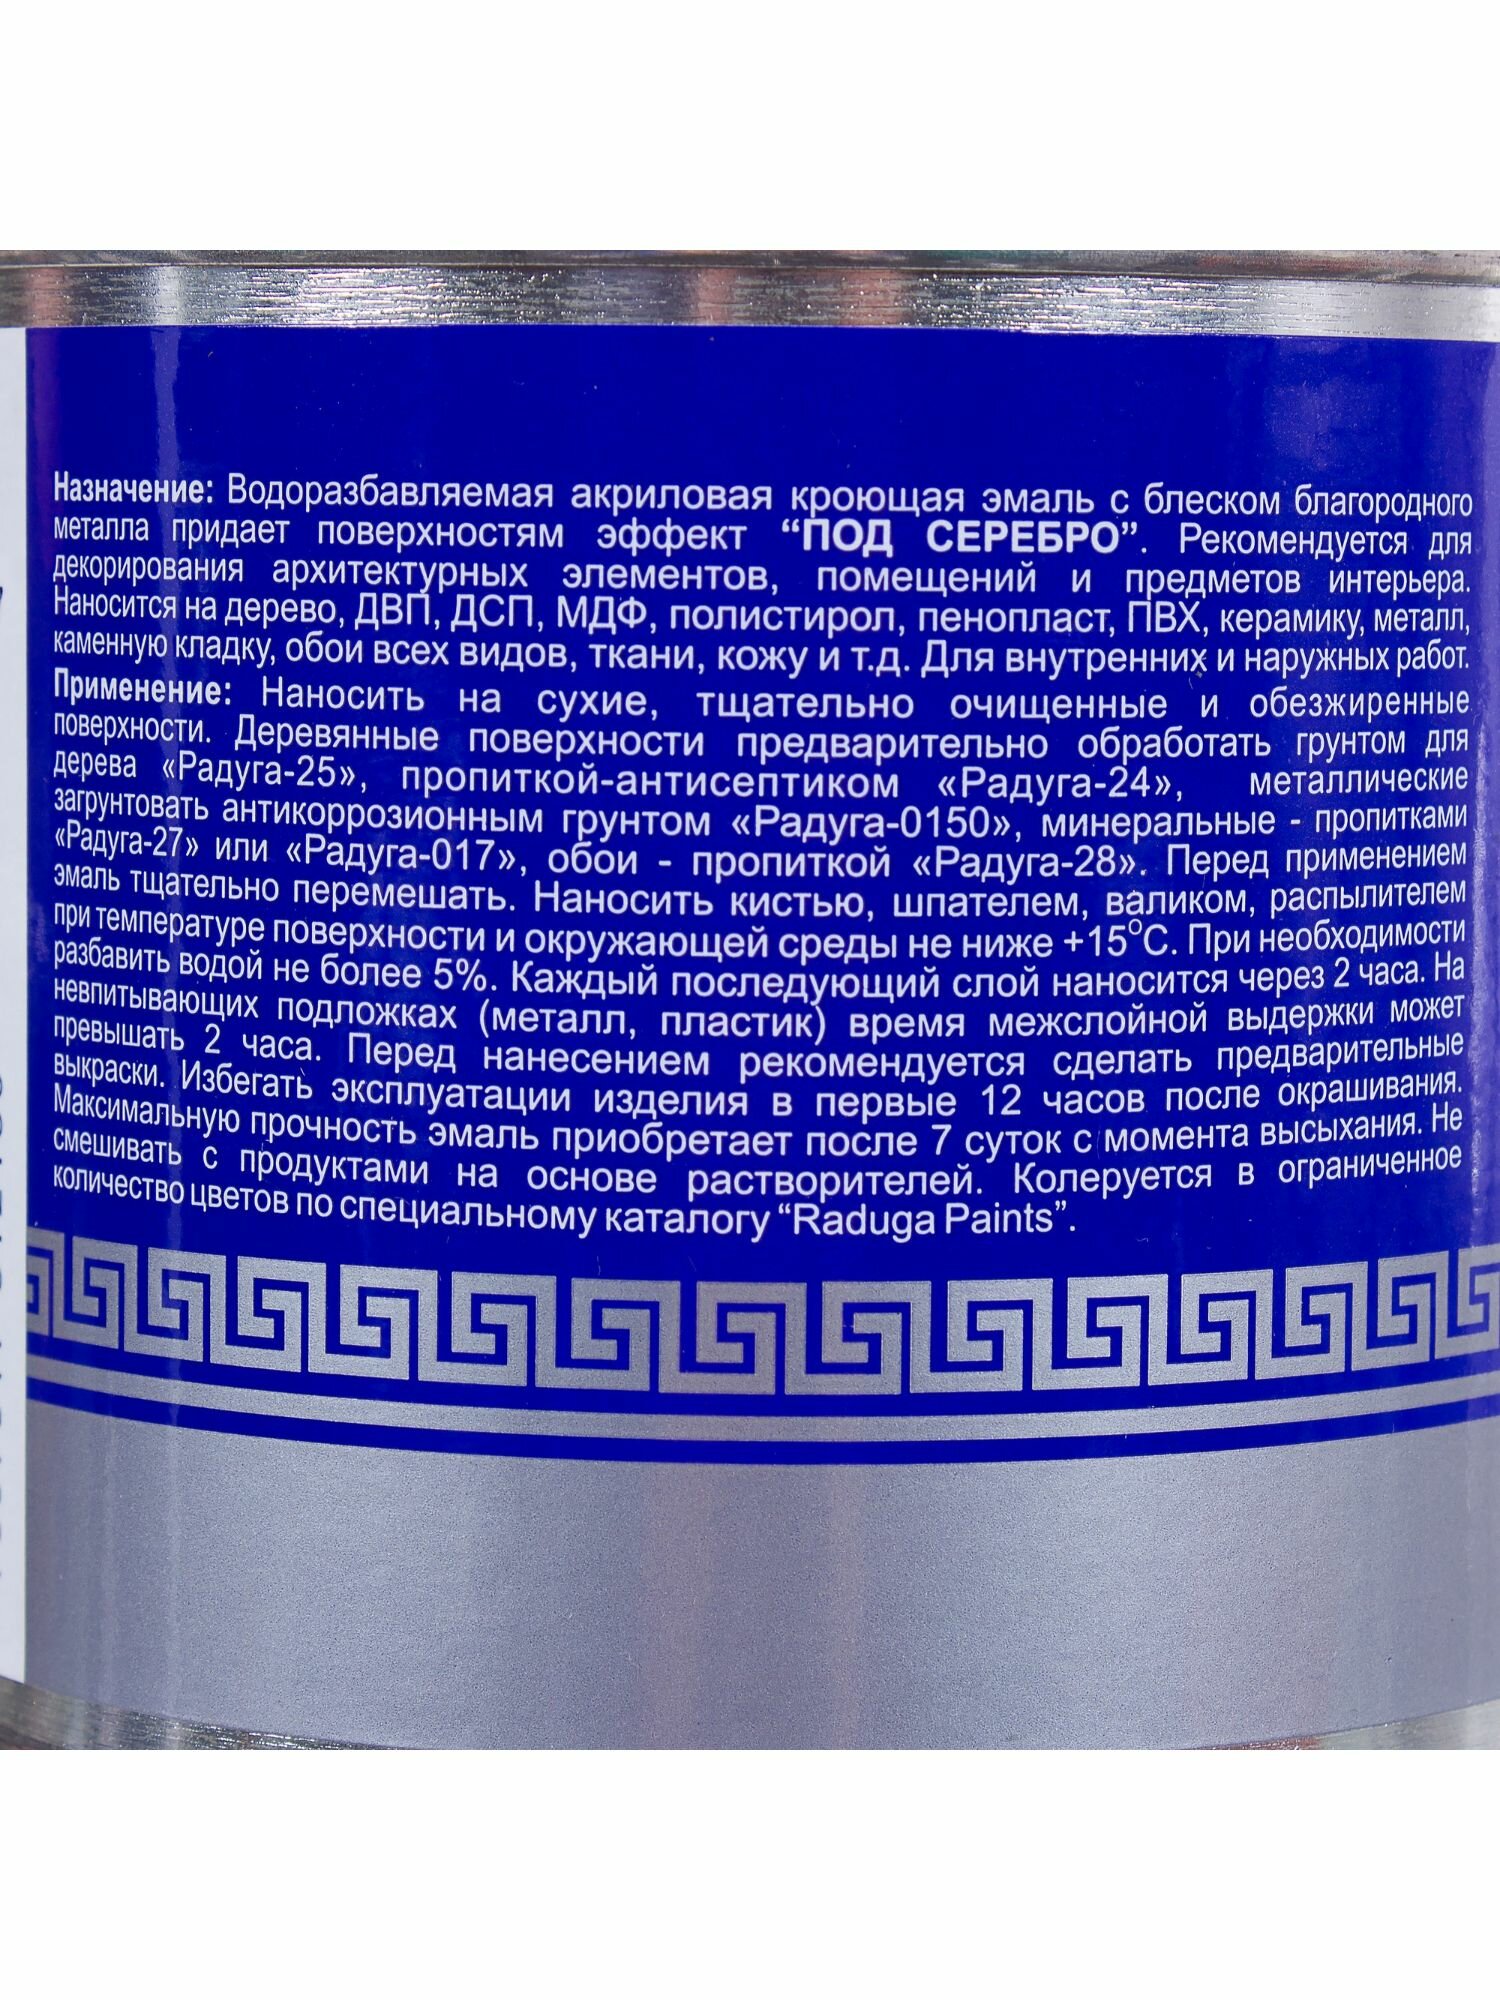 Назначение: Водоразбавляемая акриловая кроющая эмаль с блеском благородного
металла придает поверхностям эффект “ПОД СЕРЕБРО”. Рекомендуется для
декорирования архитектурных элементов, помещений и предметов интерьера.
Наносится на дерево, ДВП, ДСП, МДФ, полистирол, пенопласт, ПВХ, керамику, металл,
каменную кладку, обои всех видов, ткани, кожу и т.д. Для внутренних и наружных работ.
Применение: Наносить на сухие, тщательно очищенные и обезжиренные
поверхности. Деревянные поверхности предварительно обработать грунтом для
дерева «Радуга-25», пропиткой-антисептиком «Радуга-24», металлические
загрунтовать антикоррозионным грунтом «Радуга-0150», минеральные - пропитками
«Радуга-27» или «Радуга-017», обои - пропиткой «Радуга-28». Перед применением
эмаль тщательно перемешать. Наносить кистью, шпателем, валиком, распылителем
при температуре поверхности и окружающей среды не ниже +15°С. При необходимости
разбавить водой не более 5%. Каждый последующий слой наносится через 2 часа. На
невпитывающих подложках (металл, пластик) время межслойной выдержки может
превышать 2 часа. Перед нанесением рекомендуется сделать предварительные
выкраски. Избегать эксплуатации изделия в первые 12 часов после окрашивания.
Максимальную прочность эмаль приобретает после 7 суток с момента высыхания. Не
смешивать с продуктами на основе растворителей. Колеруется в ограниченное
количество цветов по специальному каталогу “Raduga Paints”.